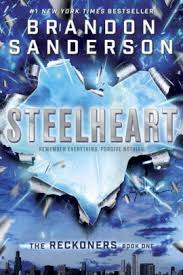 #1 NEW YORK TIMES BESTSELLER
BRANDON
SANDERSON
STEELHEART
REMEMBER EVERYTHING. FORGIVE NOTHING.
THE RECKONERS BOOK ONE